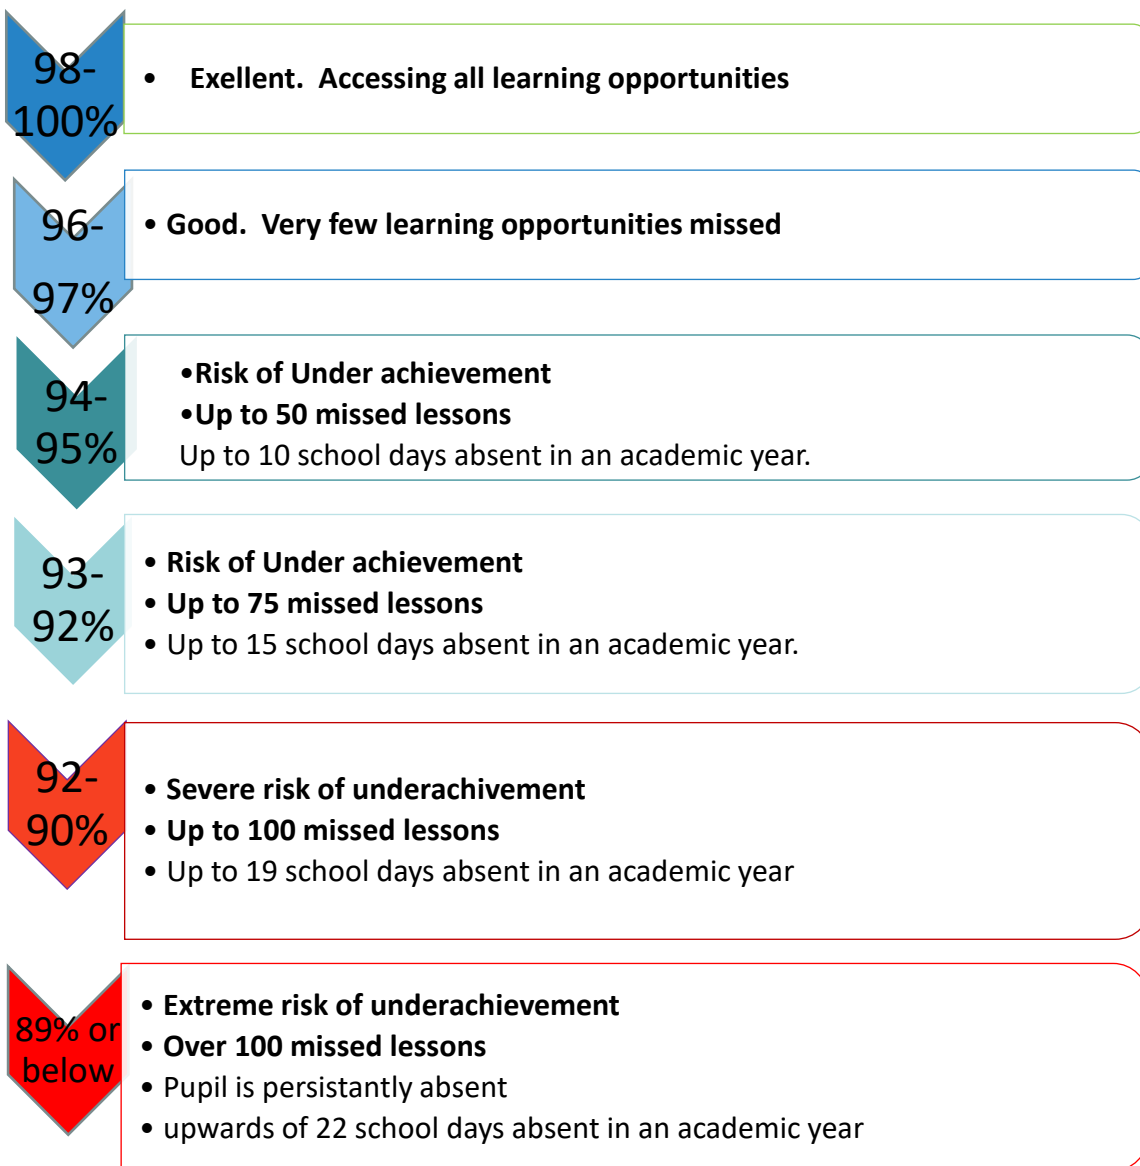 98-
100%
• Exellent. Accessing all learning opportunities
96-
97%
• Good. Very few learning opportunities missed
94-
95%
•Risk of Under achievement
•Up to 50 missed lessons
Up to 10 school days absent in an academic year.
93-
92%
• Risk of Under achievement
• Up to 75 missed lessons
• Up to 15 school days absent in an academic year.
92-
90%
• Severe risk of underachivement
• Up to 100 missed lessons
• Up to 19 school days absent in an academic year
89% or
below
• Extreme risk of underachievement
• Over 100 missed lessons
• Pupil is persistantly absent
• upwards of 22 school days absent in an academic year